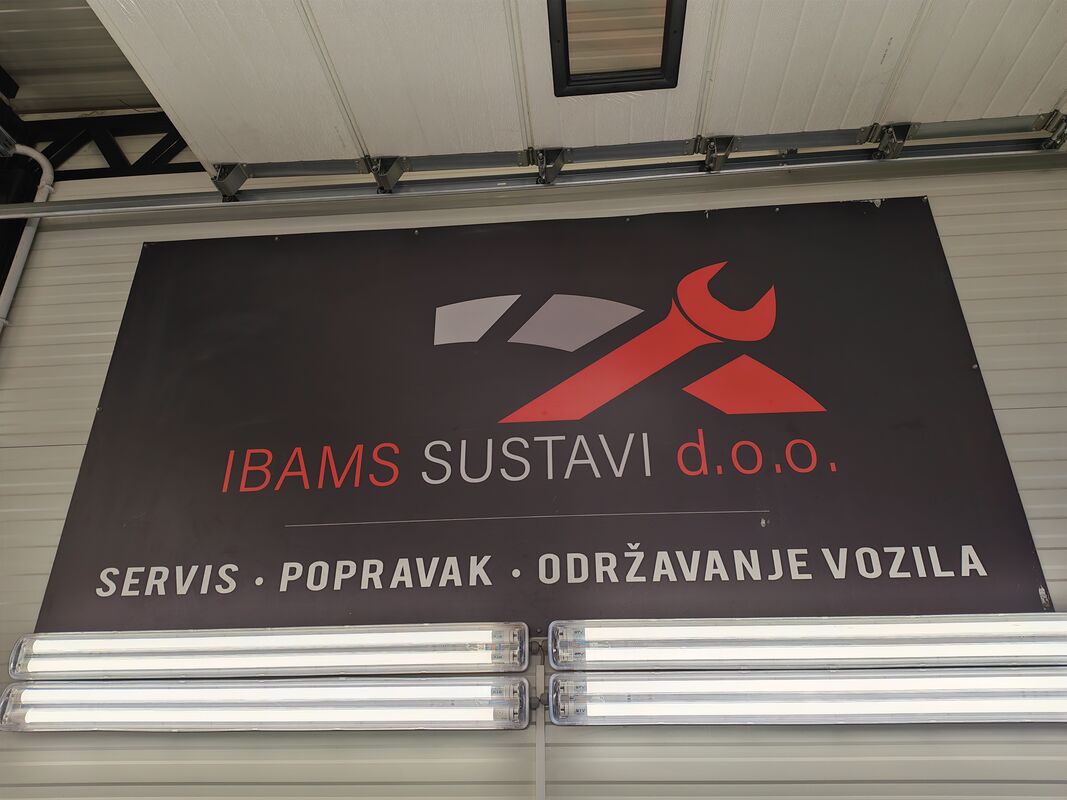 IBAMS SUSTAVI d.o.o.
SERVIS • POPRAVAK • ODRŽAVANJE VOZILA